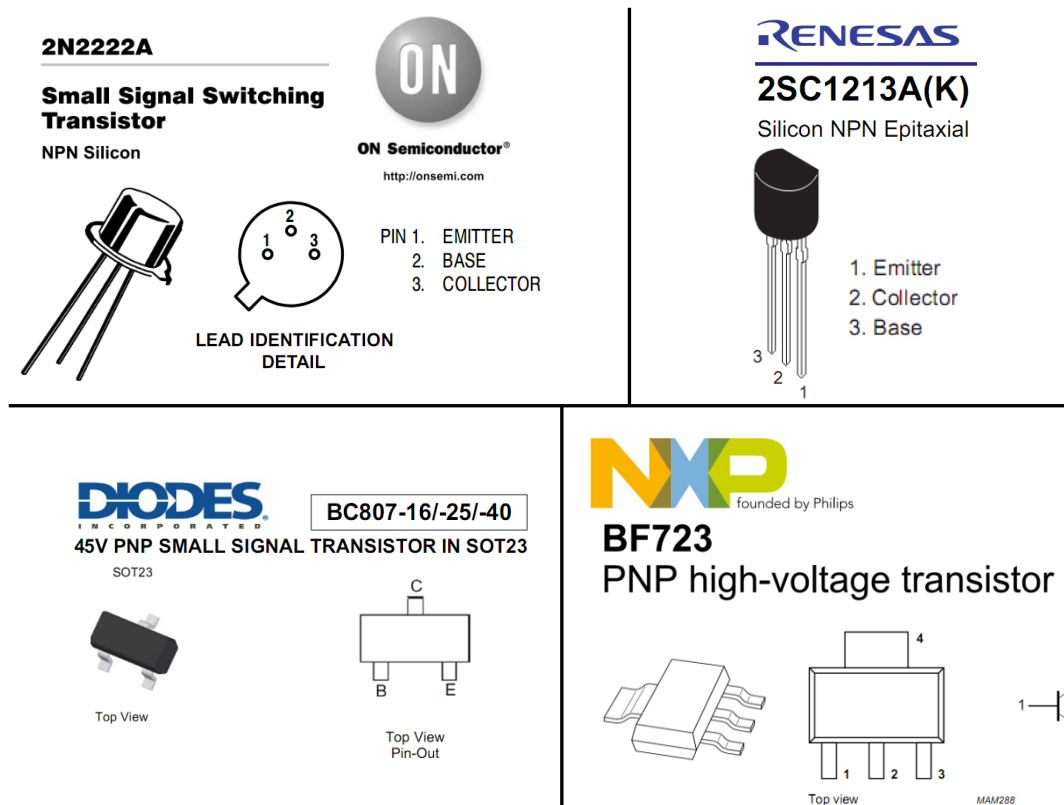 2N2222A
Small Signal Switching
Transistor
NPN Silicon
ON
ON Semiconductor®
http://onsemi.com
1 2 3
PIN 1. EMITTER
2. BASE
3. COLLECTOR
LEAD IDENTIFICATION
DETAIL
RENESAS
2SC1213A(K)
Silicon NPN Epitaxial
1. Emitter
2. Collector
3. Base
3
2
1
DIODES
INCORPORATED
BC807-16/-25/-40
45V PNP SMALL SIGNAL TRANSISTOR IN SOT23
SOT23
Top View
C
B E
Top View
Pin-Out
NXP
founded by Philips
BF723
PNP high-voltage transistor
4
1 2 3
Top view
MAM288
1